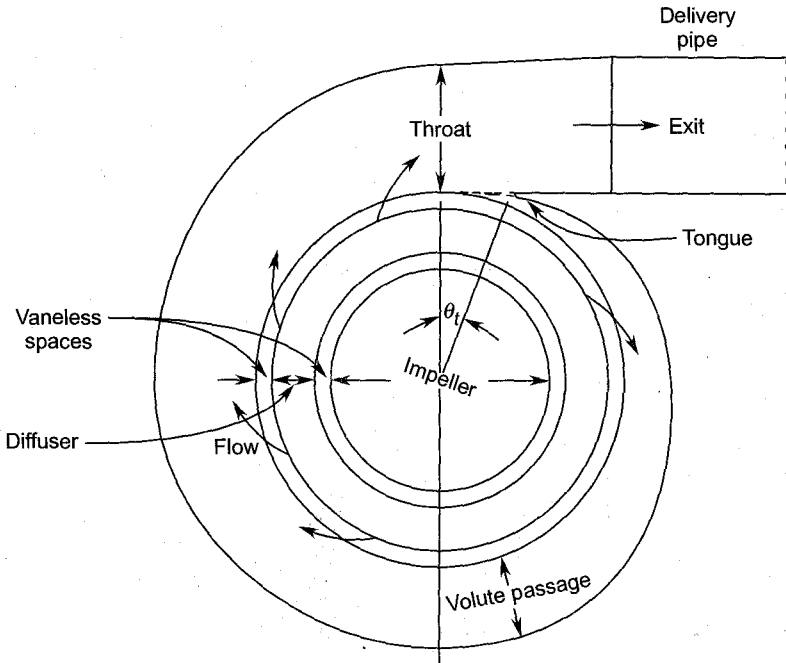 Delivery
pipe
Throat
Exit
Tongue
Vaneless
spaces
θt
Impeller
Diffuser
Flow
Volute passage